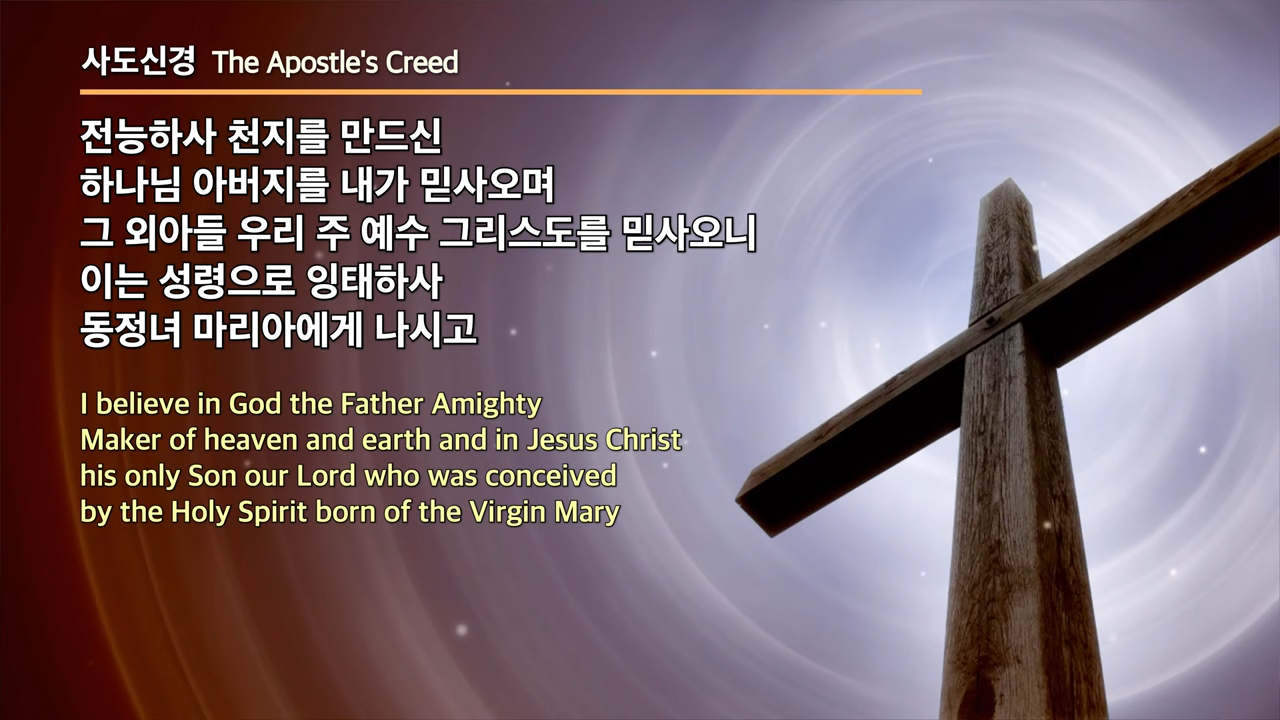 사도신경 The Apostle's Creed
전능하사 천지를 만드신
하나님 아버지를 내가 믿사오며
그 외아들 우리 주 예수 그리스도를 믿사오니
이는 성령으로 잉태하사
동정녀 마리아에게 나시고
I believe in God the Father Amighty
Maker of heaven and earth and in Jesus Christ
his only Son our Lord who was conceived
by the Holy Spirit born of the Virgin Mary